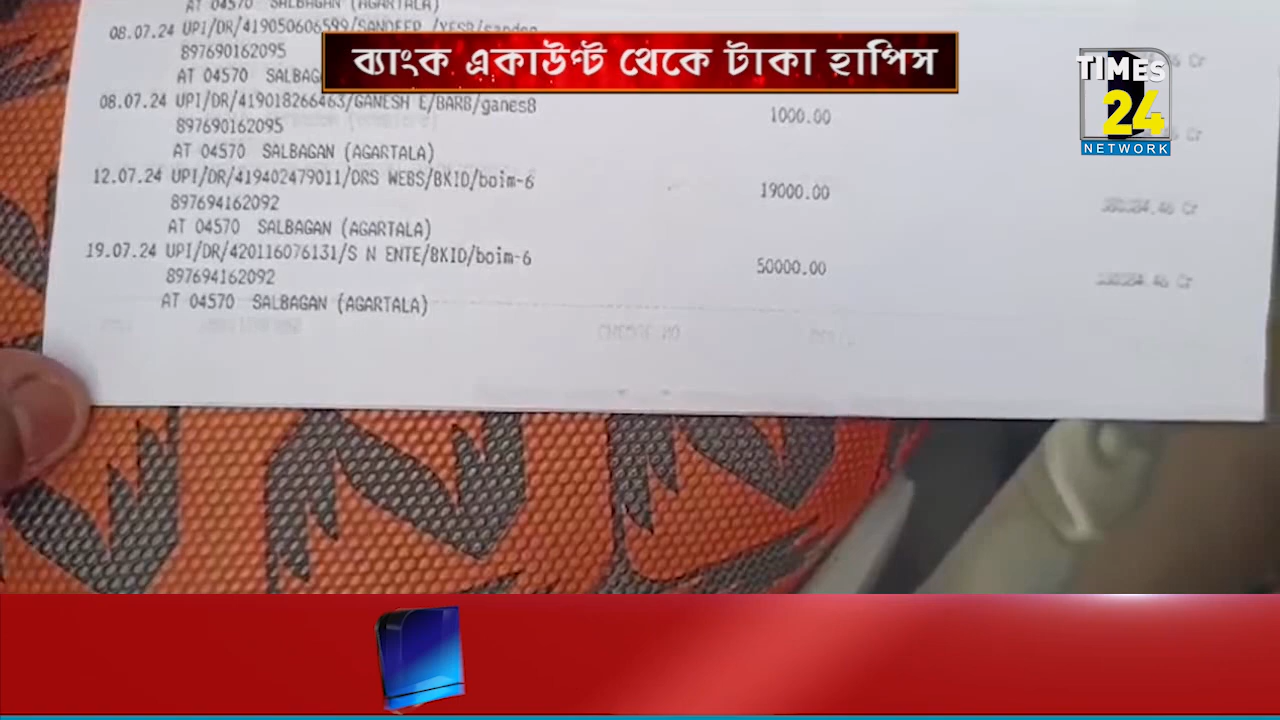 AT 04570 SALBAGAN (AGARTALA)
08.07.24 UPI/DR/419050606599/SANDEEP
ব্যাংক একাউন্ট থেকে টাকা হাপিস
897690162095
AT 04570 SALBAG
08.07.24 UPI/DR/419018266463/GANESH E/BARB/ganes8 1000.00
897690162095
AT 04570 SALBAGAN (AGARTALA)
12.07.24 UPI/DR/419402479011/DRS WEBS/BKID/boim-6 19000.00
897694162092
AT 04570 SALBAGAN (AGARTALA)
19.07.24 UPI/DR/420116076131/S N ENTE/BKID/boim-6 50000.00
897694162092
AT 04570 SALBAGAN (AGARTALA)
TIMES
24
NETWORK